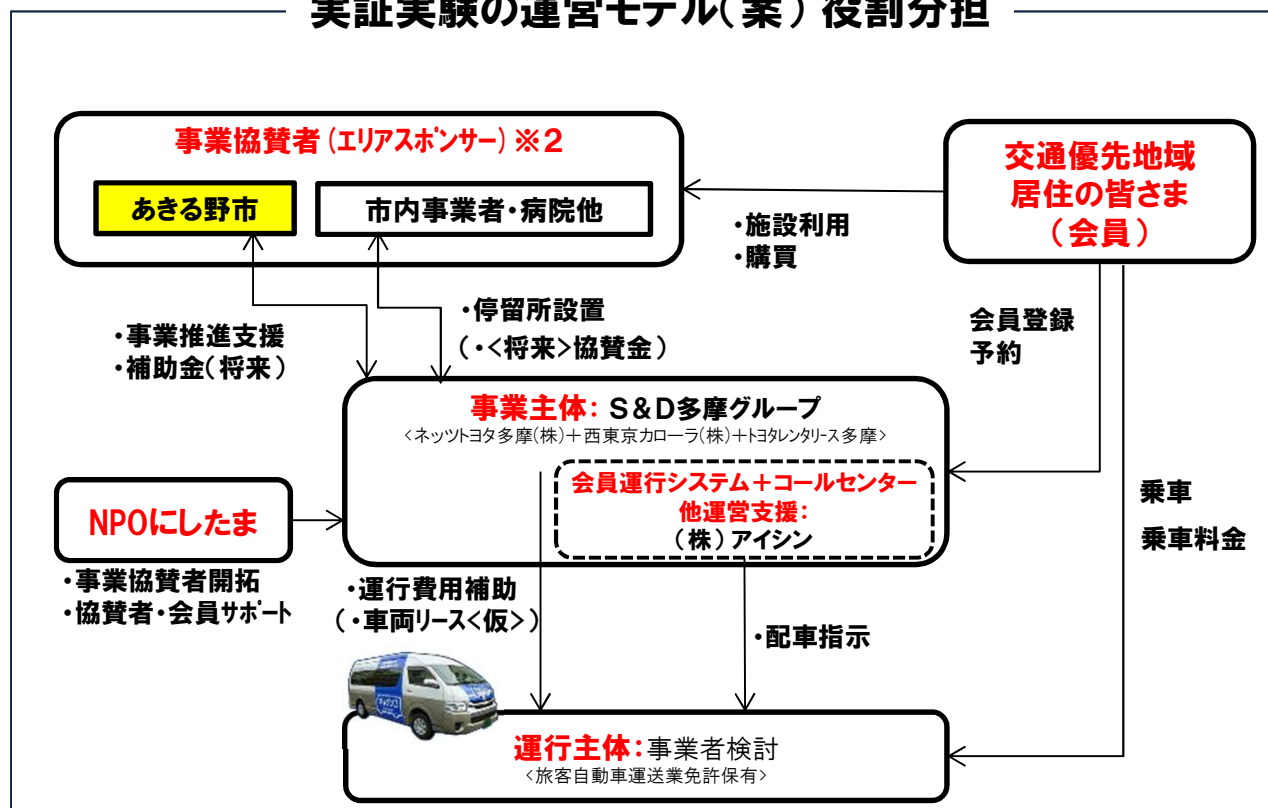 実証実験の運営モデル(案) 役割分担
事業協賛者(エリアスポンサー)※2
あきる野市
市内事業者・病院他
交通優先地域
居住の皆さま
(会員)
・施設利用
・購買
・事業推進支援
・補助金(将来)
・停留所設置
(・<将来>協賛金)
会員登録
予約
事業主体: S&D多摩グループ
<ネッツトヨタ多摩(株)+西東京カローラ(株)+トヨタレンタリース多摩>
会員運行システム+コールセンター
他運営支援:
(株)アイシン
NPOにしたま
・事業協賛者開拓
・協賛者・会員サポート
乗車
乗車料金
・運行費用補助
(・車両リース<仮>)
・配車指示
運行主体:事業者検討
<旅客自動車運送業免許保有>